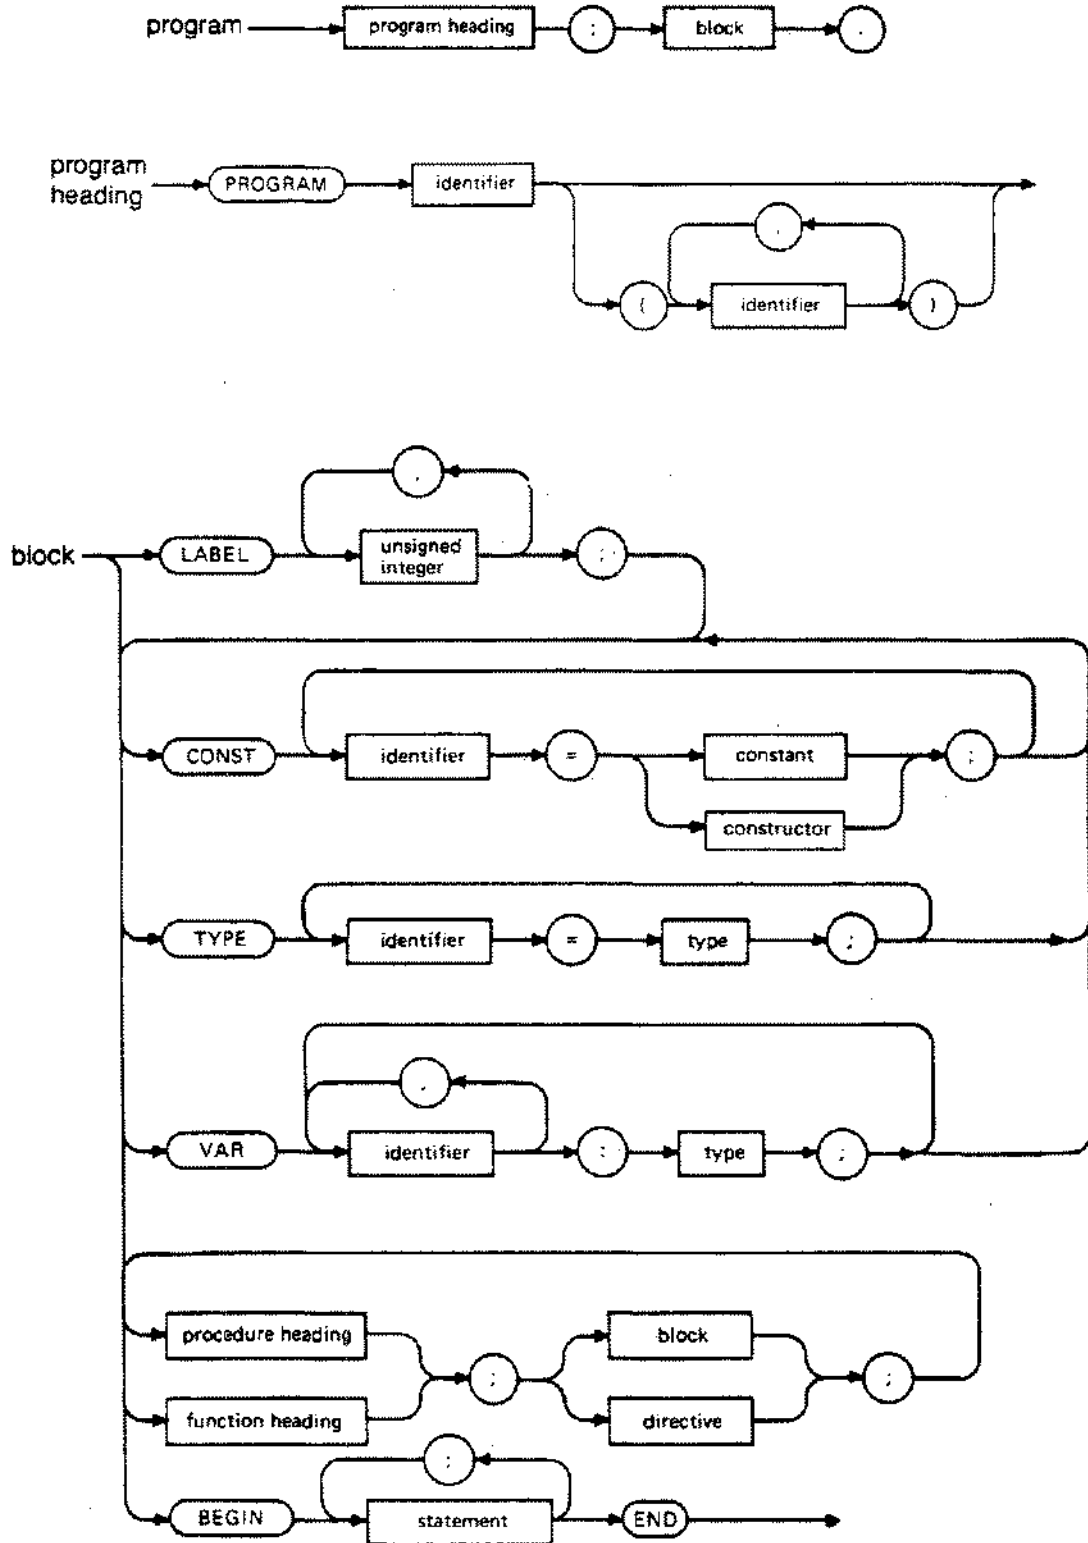 program program heading ; block .
program
heading
PROGRAM identifier
,
( identifier )
,
block LABEL unsigned
integer ;
CONST identifier = constant ;
constructor
TYPE identifier = type ;
,
VAR identifier : type ;
procedure heading block
; ;
function heading directive
;
BEGIN statement END